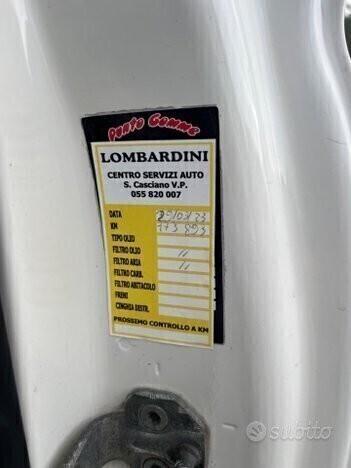 Punto Gomme
LOMBARDINI
CENTRO SERVIZI AUTO
S. Casciano V.P.
055 820 007
DATA
KM
TIPO OLIO
FILTRO OLIO "
FILTRO ARIA "
FILTRO CARB.
FILTRO ABITACOLO
FRENI
CINGHIA DISTR.
PROSSIMO CONTROLLO A KM
subito